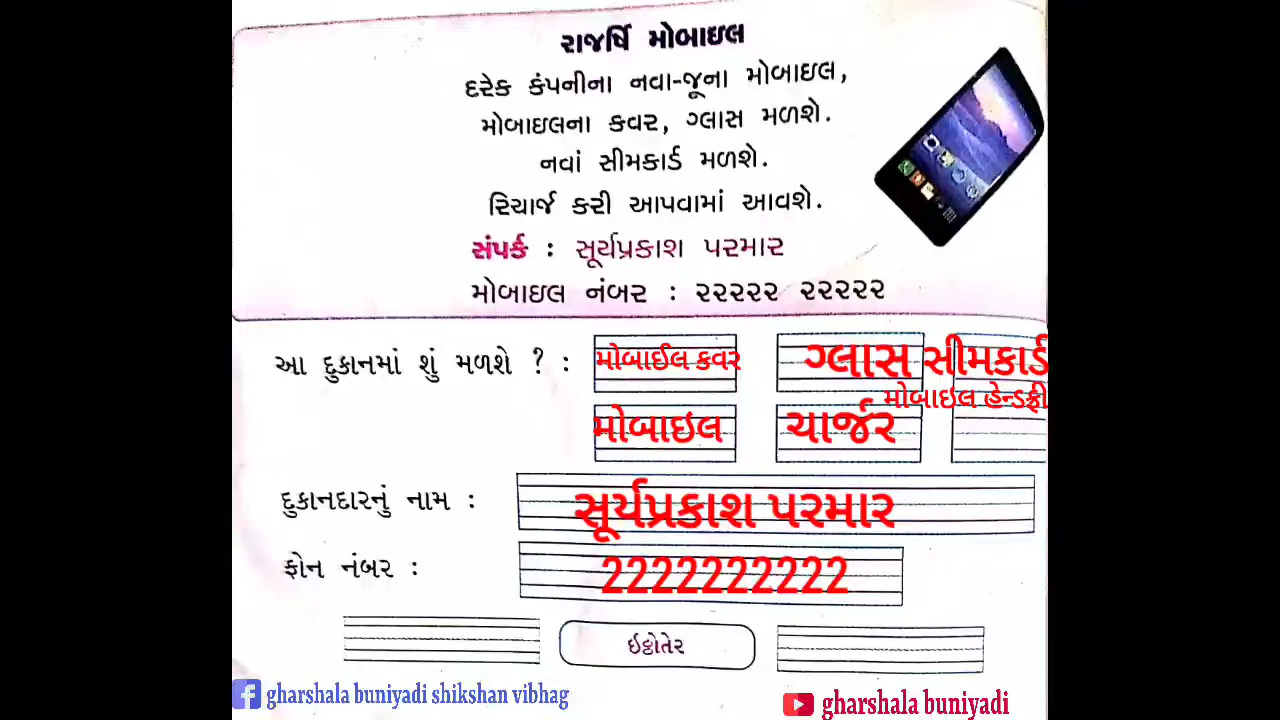 રાજર્ષિ મોબાઇલ
દરેક કંપનીના નવા-જૂના મોબાઇલ,
મોબાઇલના કવર, ગ્લાસ મળશે.
નવાં સીમકાર્ડ મળશે.
રિચાર્જ કરી આપવામાં આવશે.
સંપર્ક : સૂર્યપ્રકાશ પરમાર
મોબાઇલ નંબર : ૨૨૨૨૨ ૨૨૨૨૨
આ દુકાનમાં શું મળશે ? : મોબાઈલ કવર ગ્લાસ સીમકાર્ડ
મોબાઇલ ચાર્જર મોબાઇલ હેન્ડફ્રી
દુકાનદારનું નામ : સૂર્યપ્રકાશ પરમાર
ફોન નંબર : 2222222222
ઇઠ્ઠોતેર
gharshala buniyadi shikshan vibhag
gharshala buniyadi